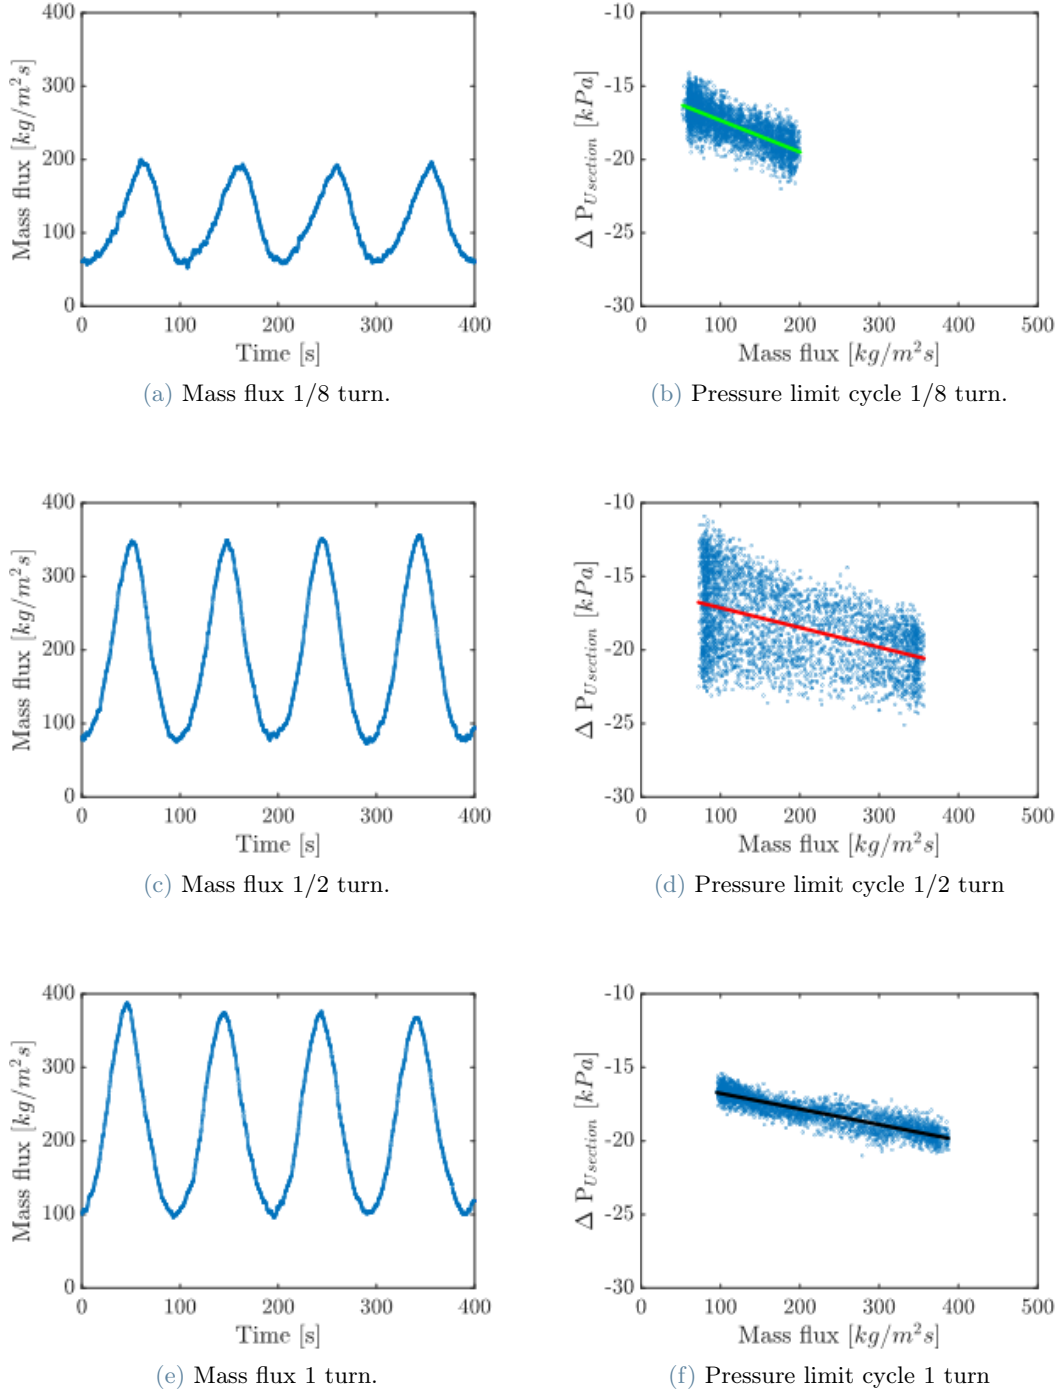 400
300
200
100
0
Mass flux [kg/m²s]
0 100 200 300 400
Time [s]
(a) Mass flux 1/8 turn.
-10
-15
-20
-25
-30
Δ P_{Usection} [kPa]
0 100 200 300 400 500
Mass flux [kg/m²s]
(b) Pressure limit cycle 1/8 turn.
400
300
200
100
0
Mass flux [kg/m²s]
0 100 200 300 400
Time [s]
(c) Mass flux 1/2 turn.
-10
-15
-20
-25
-30
Δ P_{Usection} [kPa]
0 100 200 300 400 500
Mass flux [kg/m²s]
(d) Pressure limit cycle 1/2 turn
400
300
200
100
0
Mass flux [kg/m²s]
0 100 200 300 400
Time [s]
(e) Mass flux 1 turn.
-10
-15
-20
-25
-30
Δ P_{Usection} [kPa]
0 100 200 300 400 500
Mass flux [kg/m²s]
(f) Pressure limit cycle 1 turn